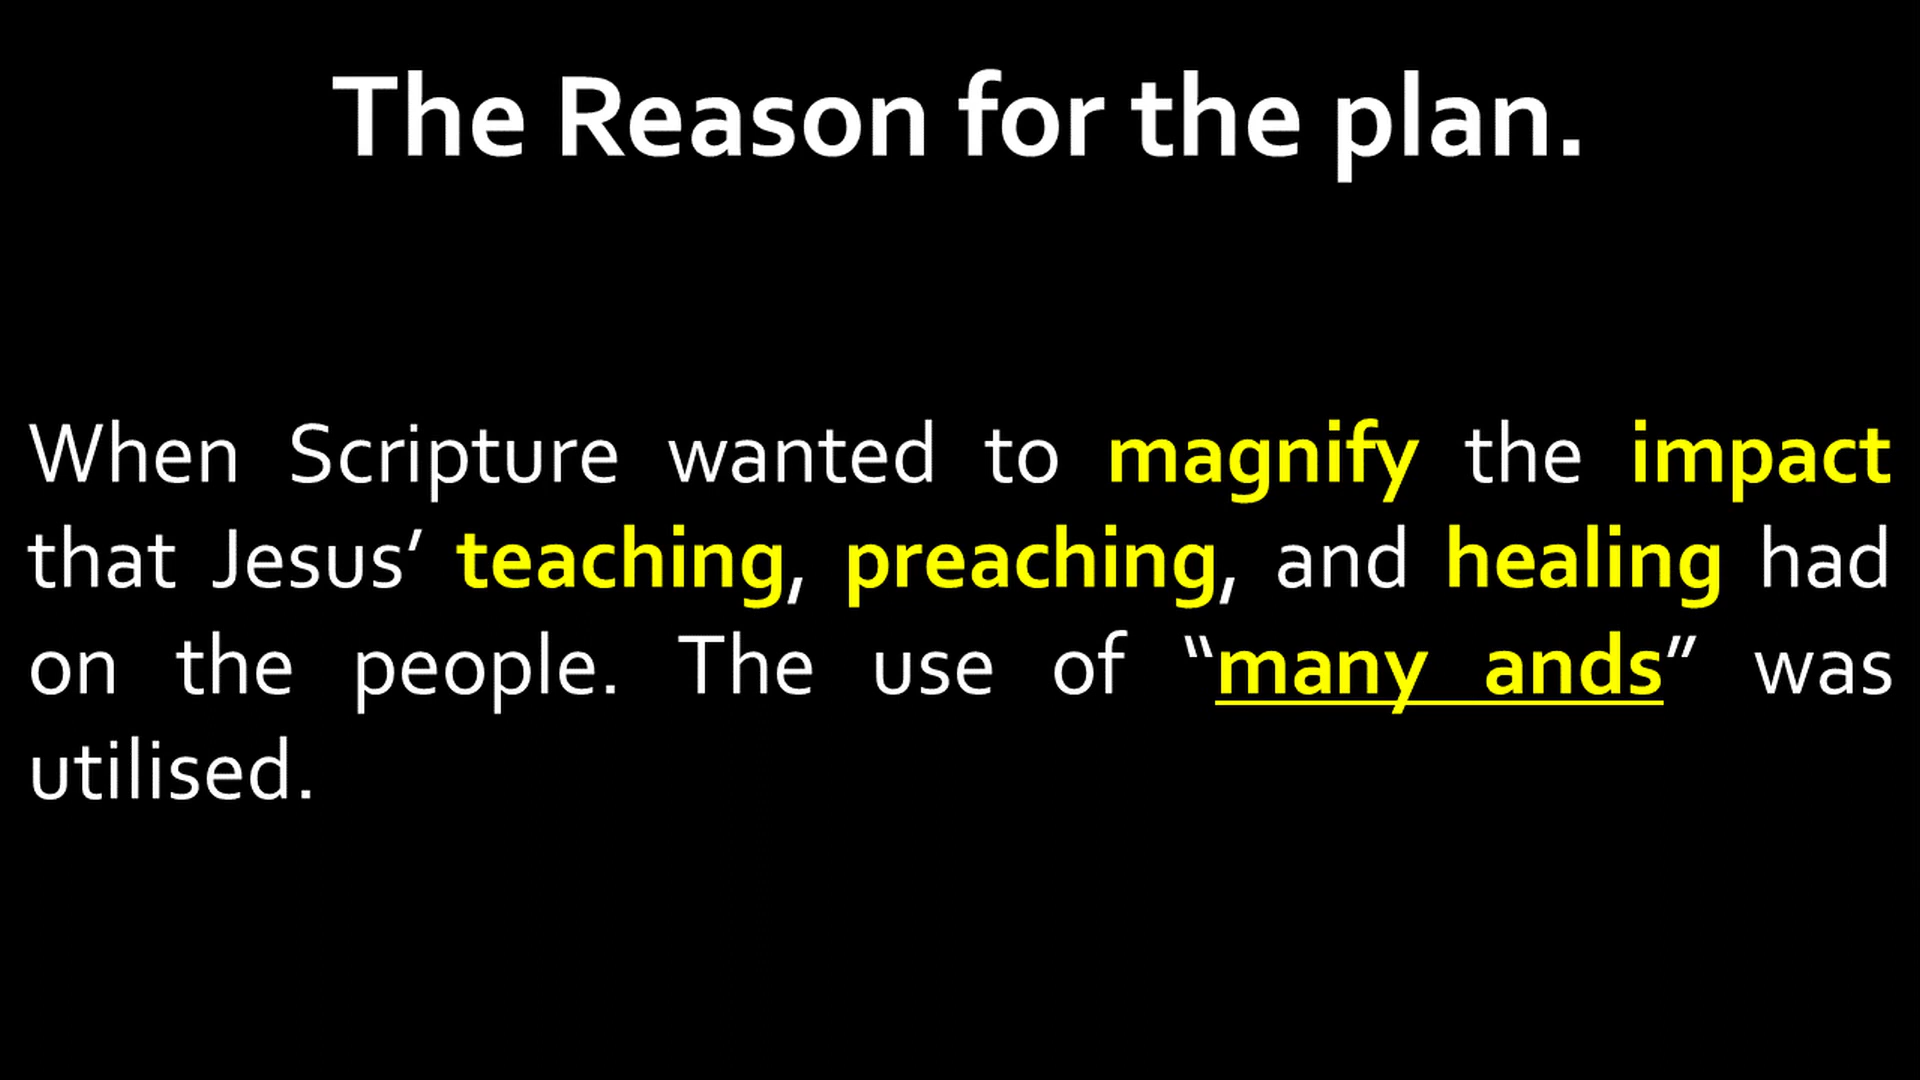 The Reason for the plan.
When Scripture wanted to magnify the impact
that Jesus’ teaching, preaching, and healing had
on the people. The use of “many ands” was
utilised.